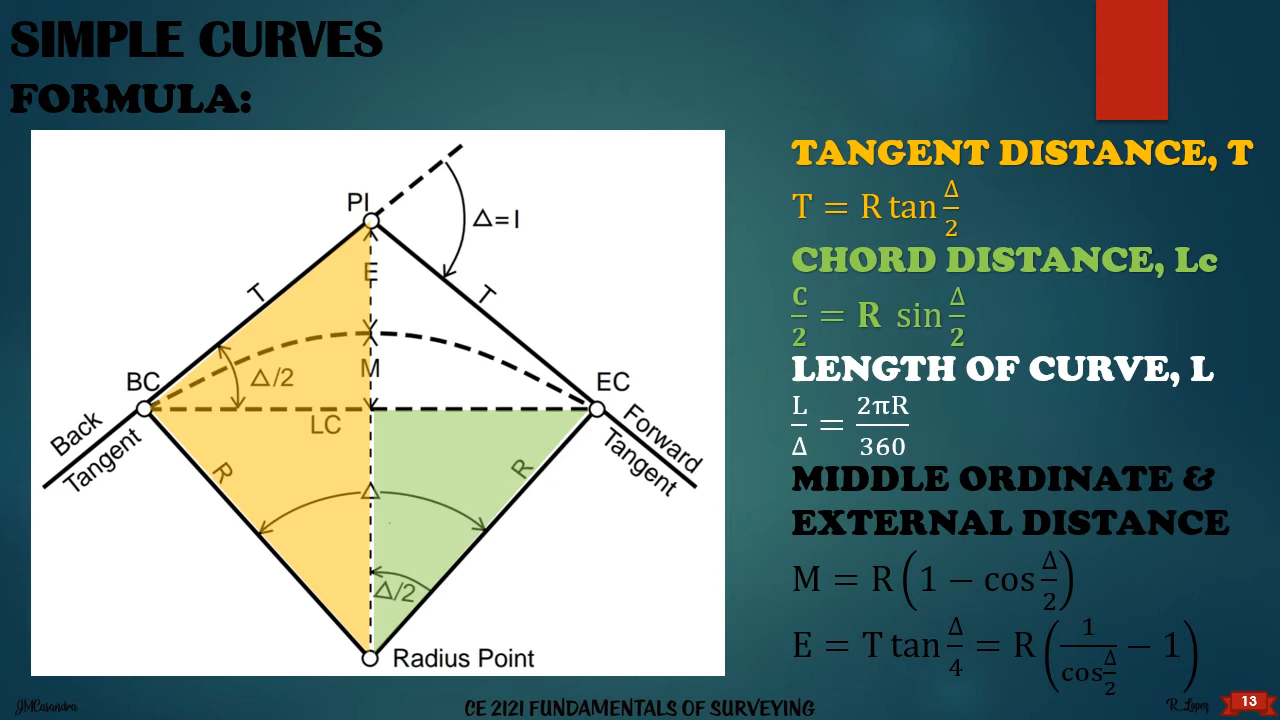 SIMPLE CURVES
FORMULA:
PI
Δ=I
E
T
T
M
BC
Δ/2
EC
LC
Back
Tangent
Forward
Tangent
R
R
Δ
Δ/2
Radius Point
TANGENT DISTANCE, T
T = R tan Δ/2
CHORD DISTANCE, Lc
C/2 = R sin Δ/2
LENGTH OF CURVE, L
L/Δ = 2πR/360
MIDDLE ORDINATE &
EXTERNAL DISTANCE
M = R(1 − cos Δ/2)
E = T tan Δ/4 = R(1/cos Δ/2 − 1)
JMCasandra
CE 2121 FUNDAMENTALS OF SURVEYING
R_Lopez
13